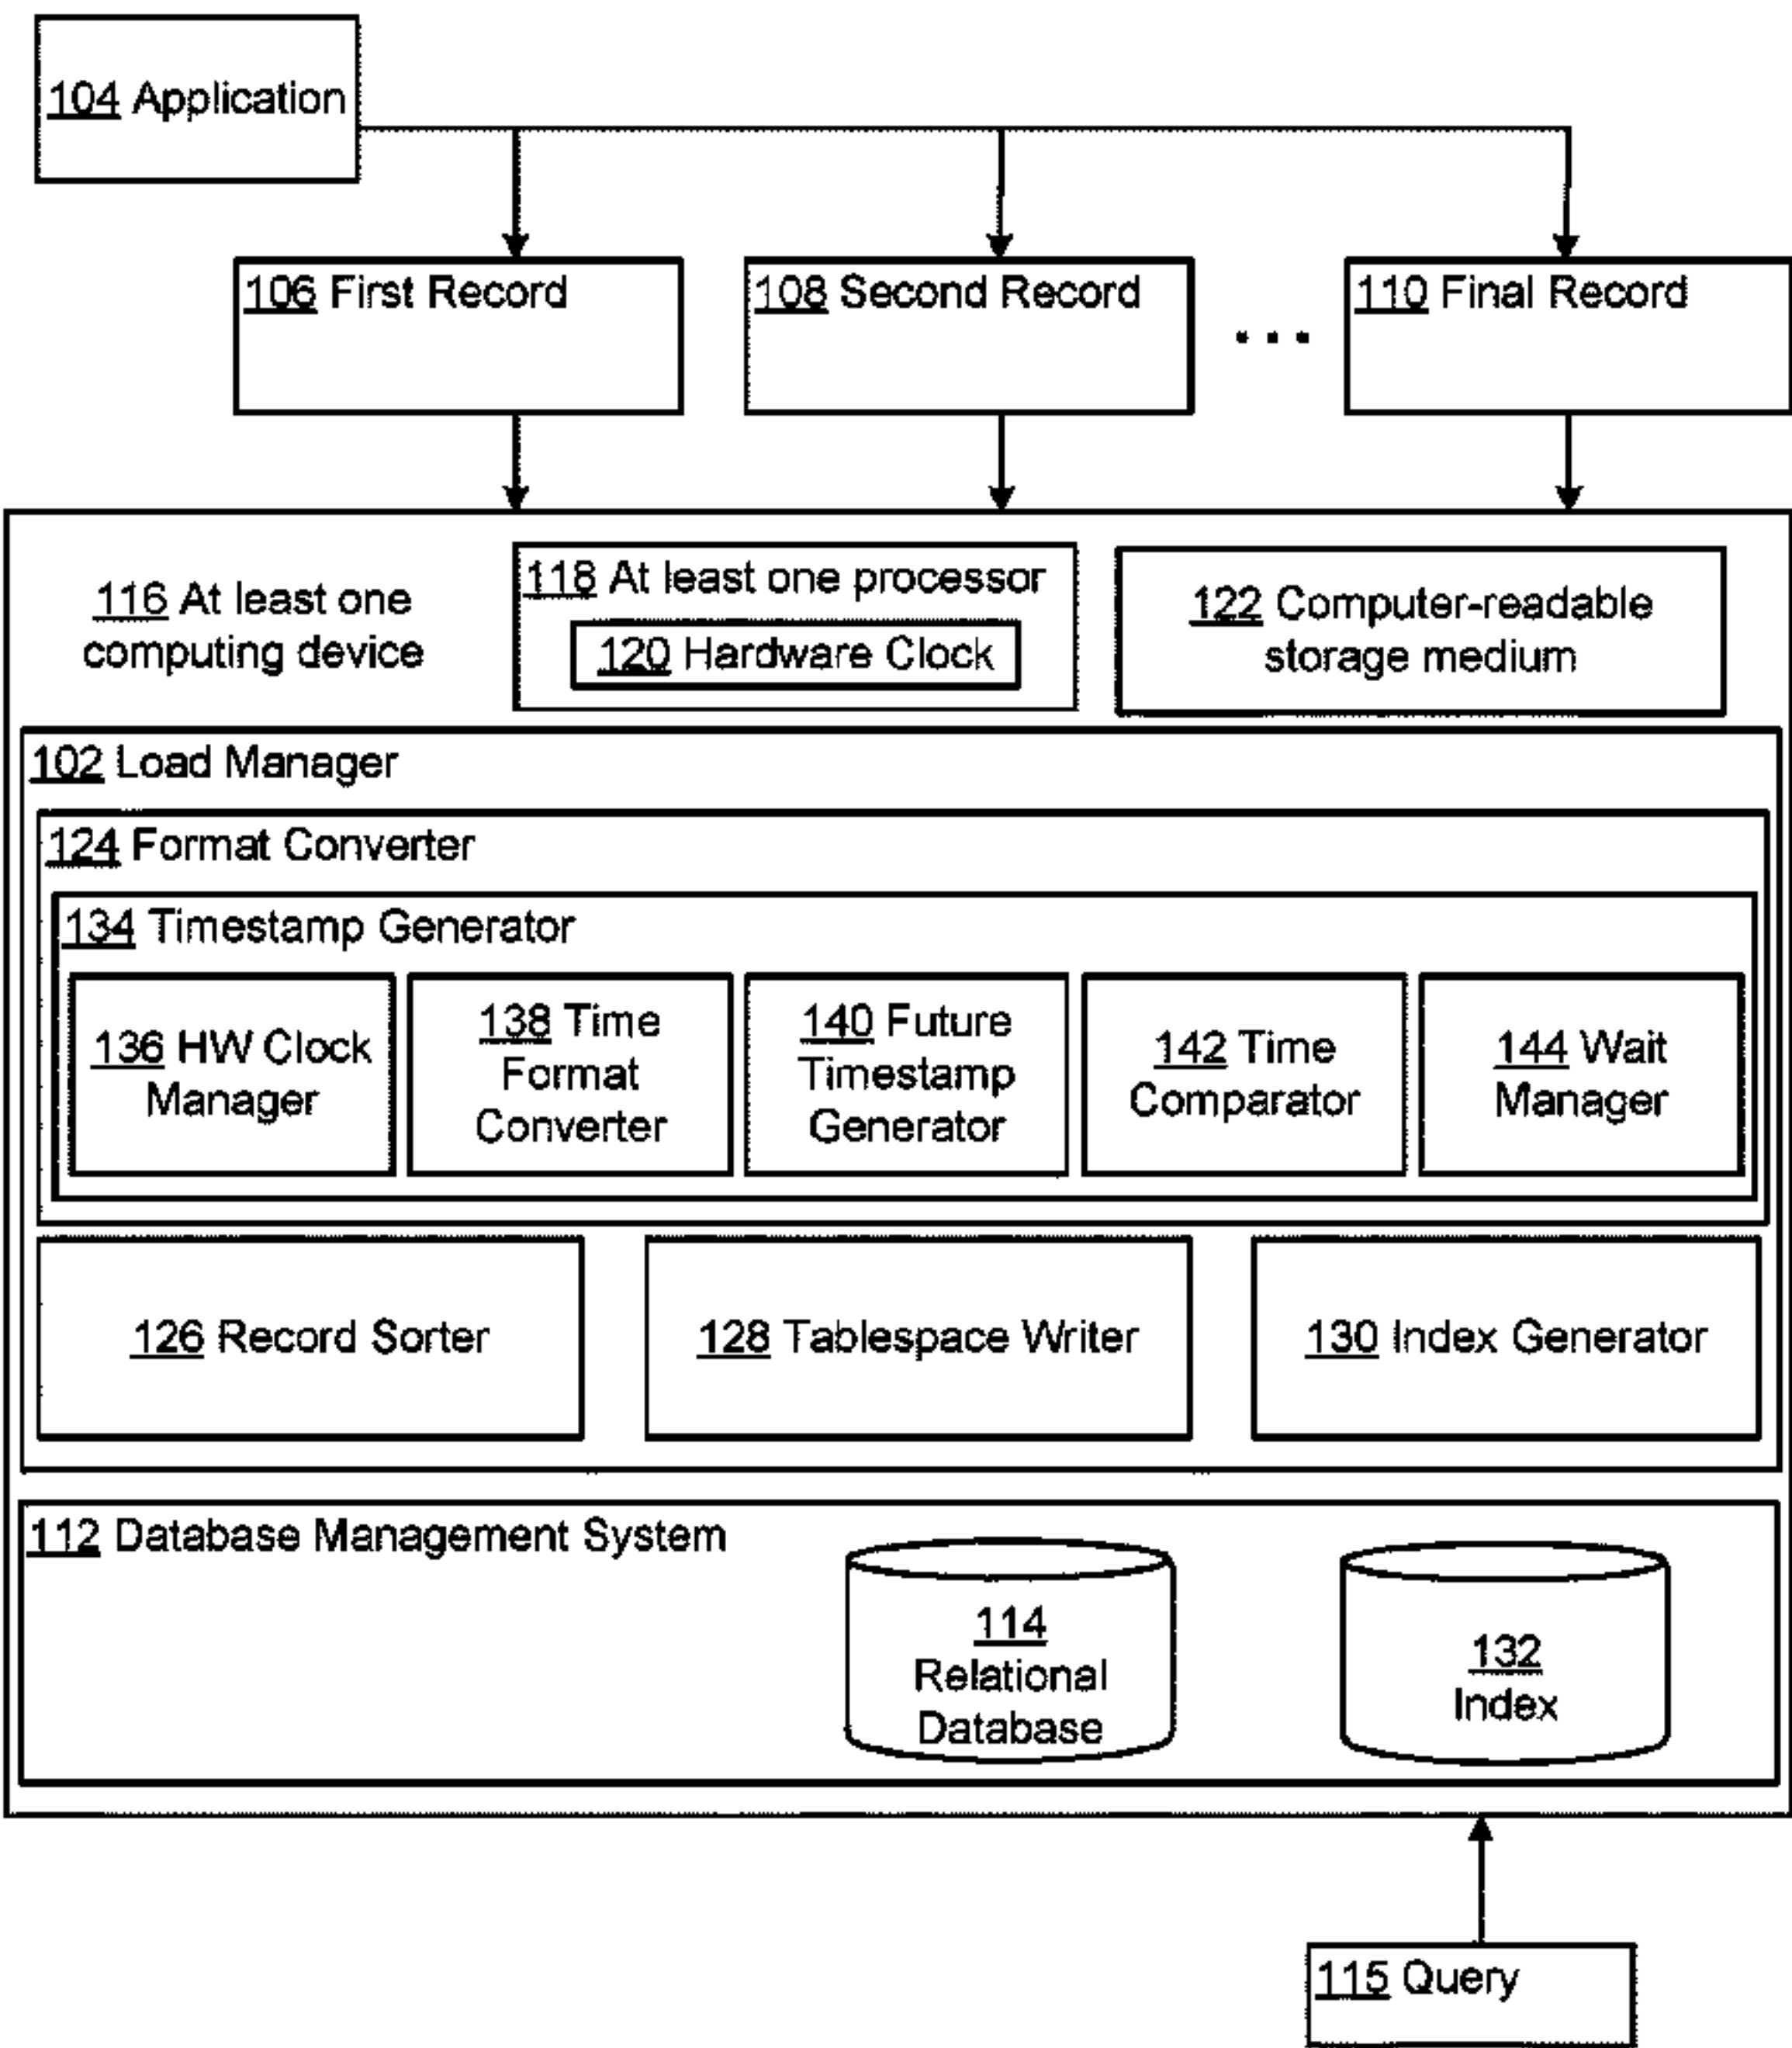 104 Application
106 First Record
108 Second Record
...
110 Final Record
116 At least one
computing device
118 At least one processor
120 Hardware Clock
122 Computer-readable
storage medium
102 Load Manager
124 Format Converter
134 Timestamp Generator
136 HW Clock
Manager
138 Time
Format
Converter
140 Future
Timestamp
Generator
142 Time
Comparator
144 Wait
Manager
126 Record Sorter
128 Tablespace Writer
130 Index Generator
112 Database Management System
114
Relational
Database
132
Index
115 Query